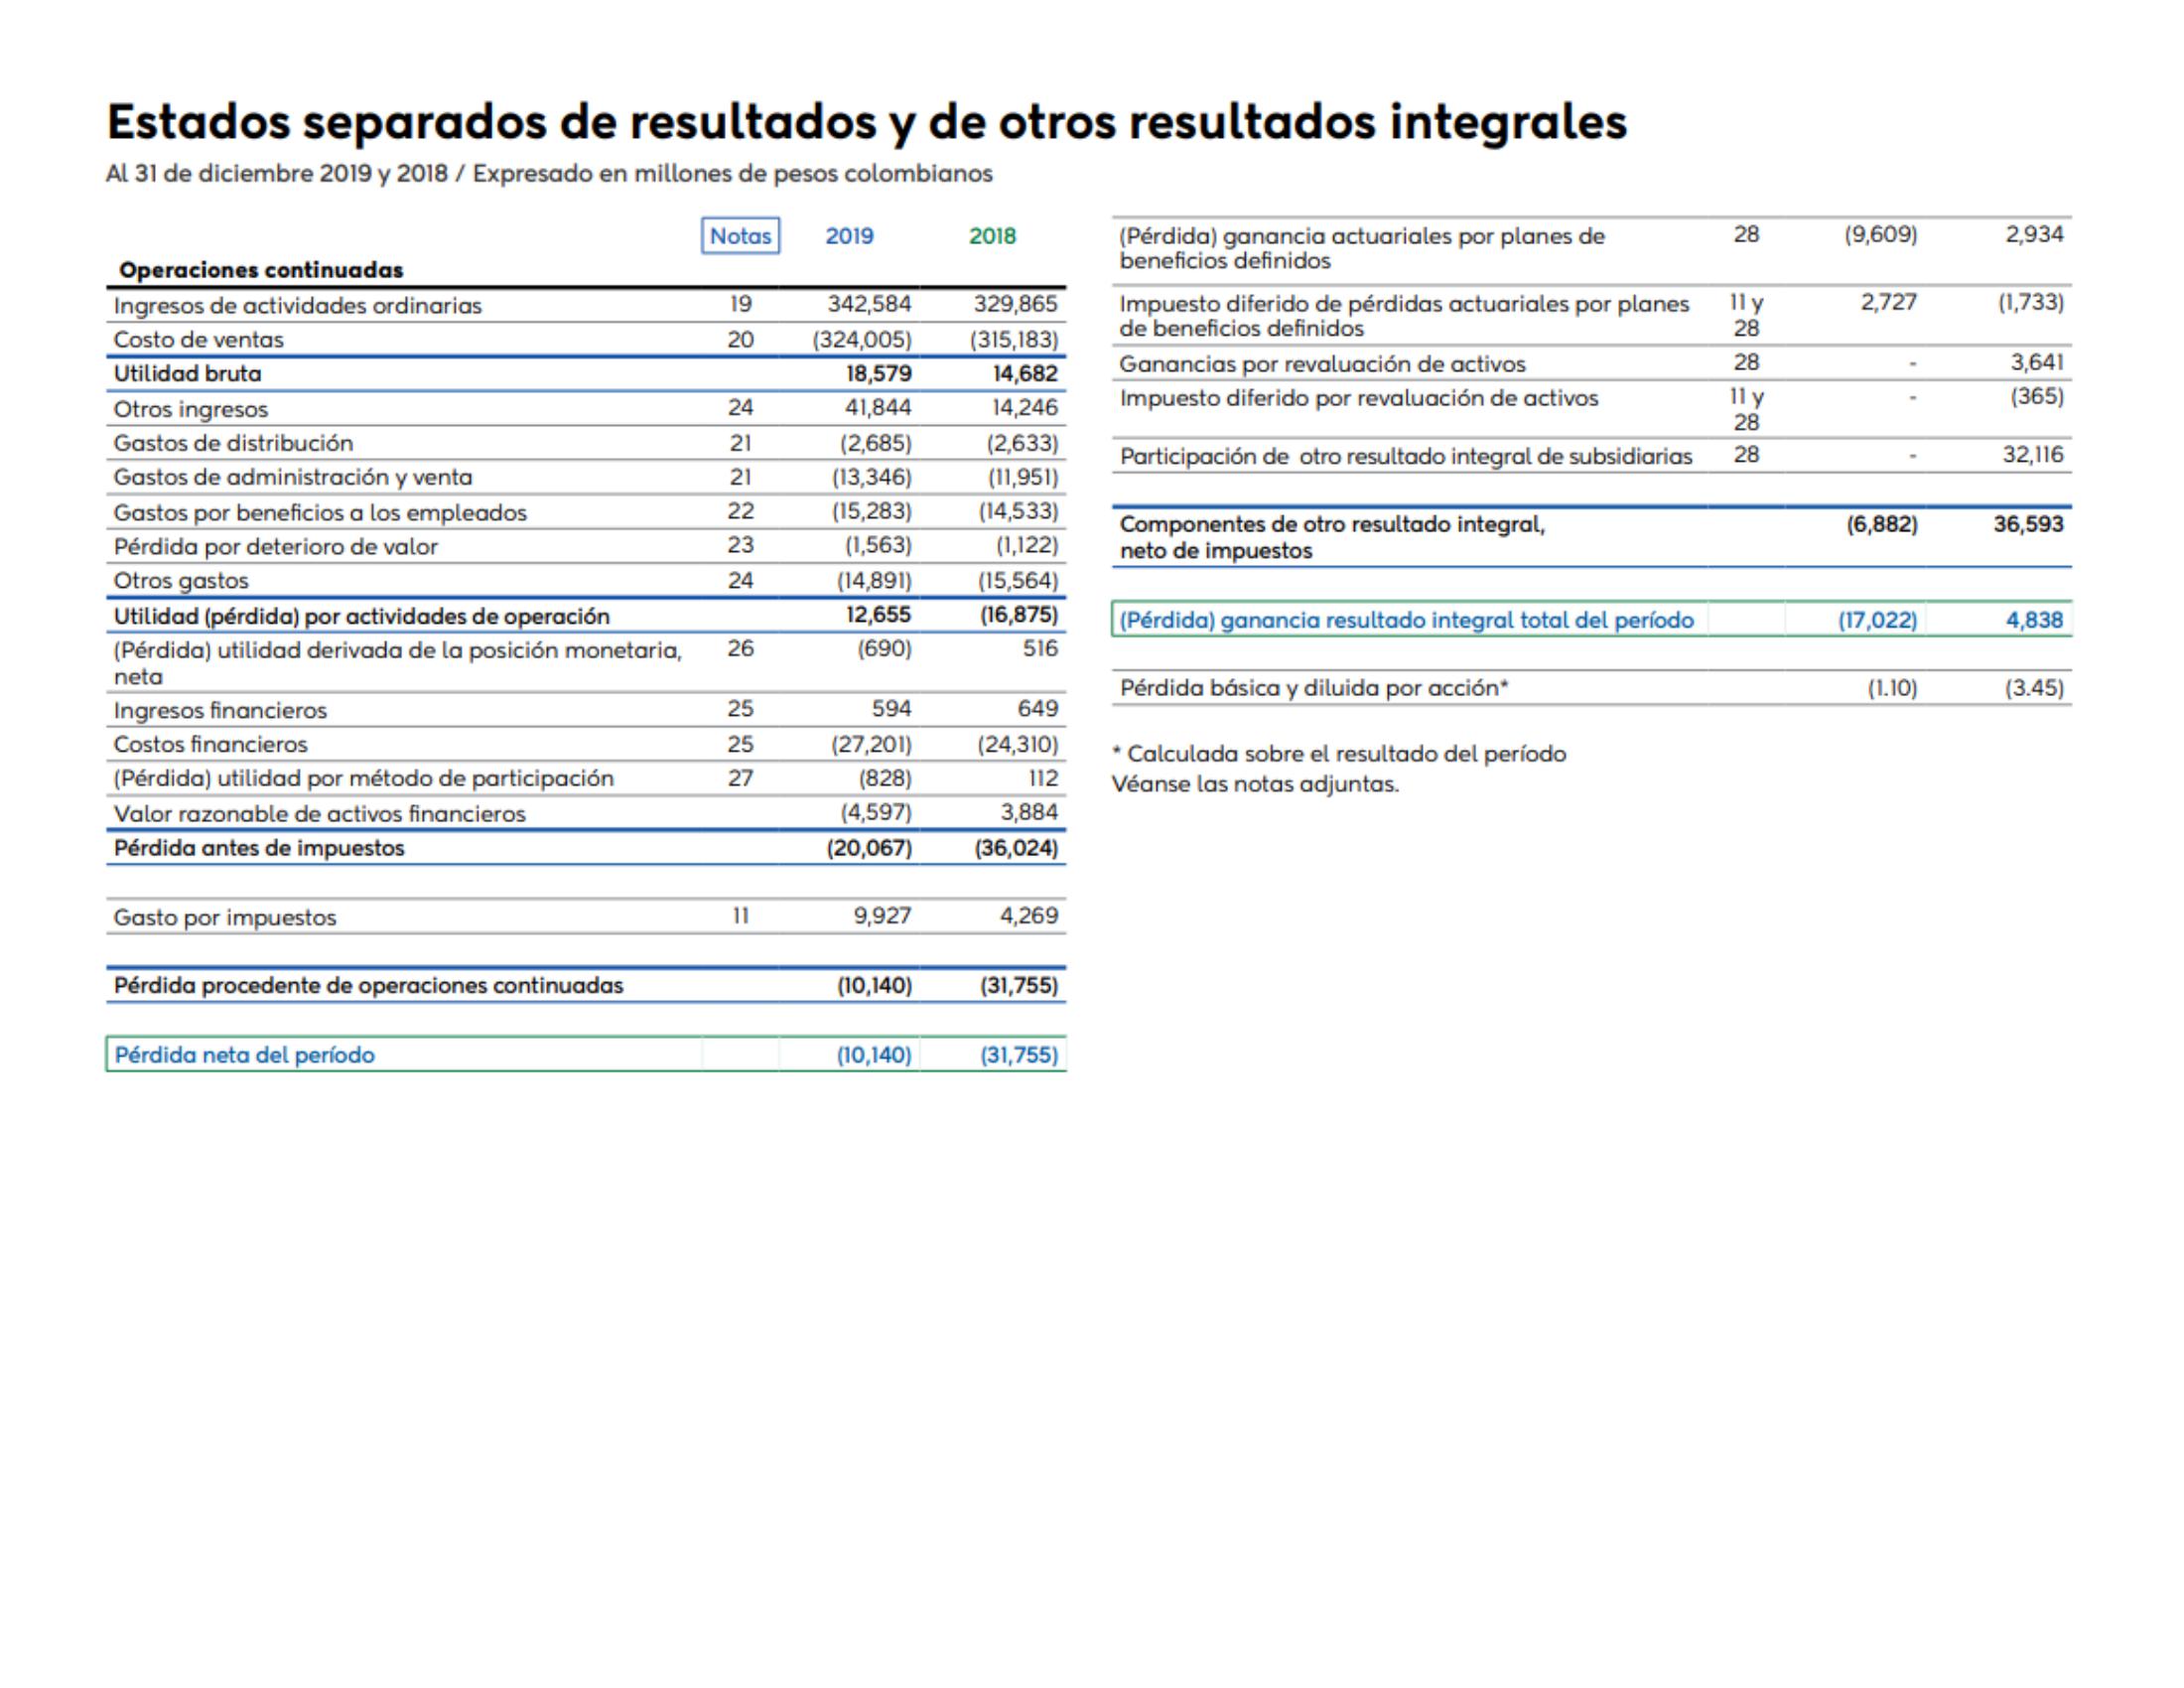 Estados separados de resultados y de otros resultados integrales
Al 31 de diciembre 2019 y 2018 / Expresado en millones de pesos colombianos
Notas 2019 2018
Operaciones continuadas
Ingresos de actividades ordinarias 19 342,584 329,865
Costo de ventas 20 (324,005) (315,183)
Utilidad bruta 18,579 14,682
Otros ingresos 24 41,844 14,246
Gastos de distribución 21 (2,685) (2,633)
Gastos de administración y venta 21 (13,346) (11,951)
Gastos por beneficios a los empleados 22 (15,283) (14,533)
Pérdida por deterioro de valor 23 (1,563) (1,122)
Otros gastos 24 (14,891) (15,564)
Utilidad (pérdida) por actividades de operación 12,655 (16,875)
(Pérdida) utilidad derivada de la posición monetaria, 26 (690) 516
neta
Ingresos financieros 25 594 649
Costos financieros 25 (27,201) (24,310)
(Pérdida) utilidad por método de participación 27 (828) 112
Valor razonable de activos financieros (4,597) 3,884
Pérdida antes de impuestos (20,067) (36,024)
Gasto por impuestos 11 9,927 4,269
Pérdida procedente de operaciones continuadas (10,140) (31,755)
Pérdida neta del período (10,140) (31,755)
(Pérdida) ganancia actuariales por planes de 28 (9,609) 2,934
beneficios definidos
Impuesto diferido de pérdidas actuariales por planes 11 y 2,727 (1,733)
de beneficios definidos 28
Ganancias por revaluación de activos 28 - 3,641
Impuesto diferido por revaluación de activos 11 y - (365)
28
Participación de otro resultado integral de subsidiarias 28 - 32,116
Componentes de otro resultado integral, (6,882) 36,593
neto de impuestos
(Pérdida) ganancia resultado integral total del período (17,022) 4,838
Pérdida básica y diluida por acción* (1.10) (3.45)
* Calculada sobre el resultado del período
Véanse las notas adjuntas.